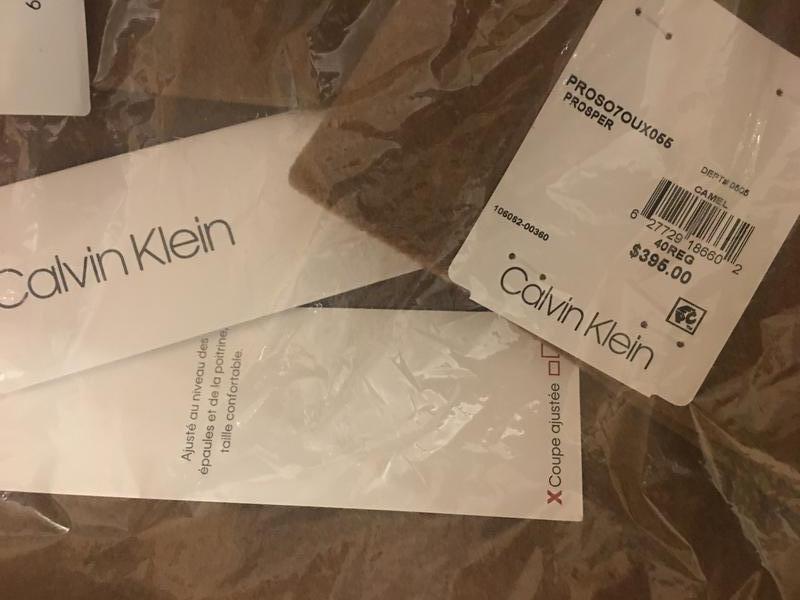 PROSO7OUX055
PROSPER
DEPT# 0505
CAMEL
6 27729 18660 2
106082-00360
40REG
$395.00
Calvin Klein
Calvin Klein
Ajusté au niveau des
épaules et de la poitrine,
taille confortable.
X Coupe ajustée